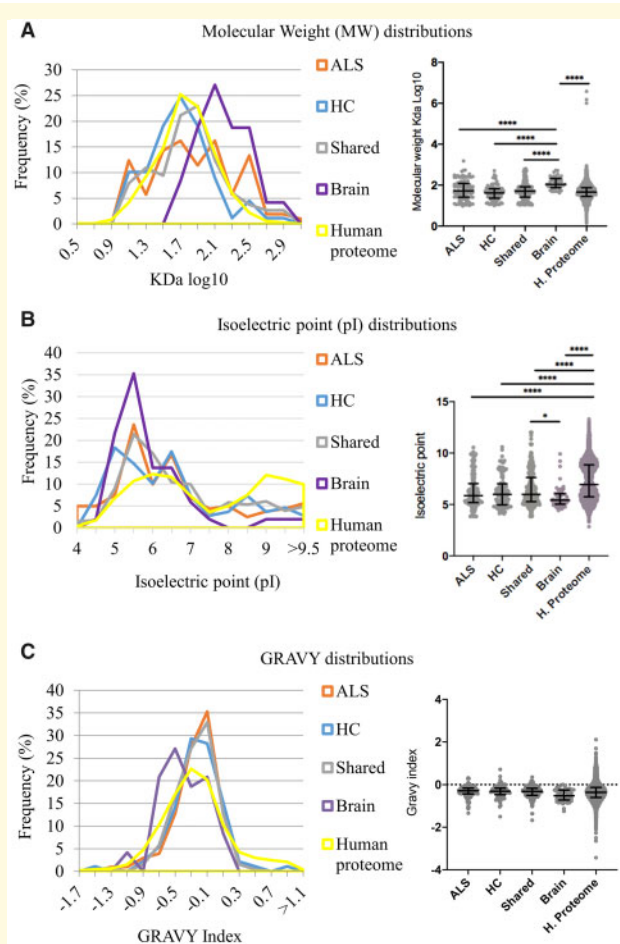 A
Molecular Weight (MW) distributions
Frequency (%)
30
25
20
15
10
5
0
0.5
0.9
1.3
1.7
2.1
2.5
2.9
KDa log10
ALS
HC
Shared
Brain
Human
proteome
Molecular weight Kda Log10
8
6
4
2
0
****
****
****
****
ALS
HC
Shared
Brain
H. Proteome
B
Isoelectric point (pI) distributions
Frequency (%)
40
35
30
25
20
15
10
5
0
4
5
6
7
8
9
>9.5
Isoelectric point (pI)
ALS
HC
Shared
Brain
Human
proteome
Isoelectric point
15
10
5
0
****
****
****
****
*
ALS
HC
Shared
Brain
H. Proteome
C
GRAVY distributions
Frequency (%)
40
35
30
25
20
15
10
5
0
-1.7
-1.3
-0.9
-0.5
-0.1
0.3
0.7
>1.1
GRAVY Index
ALS
HC
Shared
Brain
Human
proteome
Gravy index
4
2
0
-2
-4
ALS
HC
Shared
Brain
H. Proteome